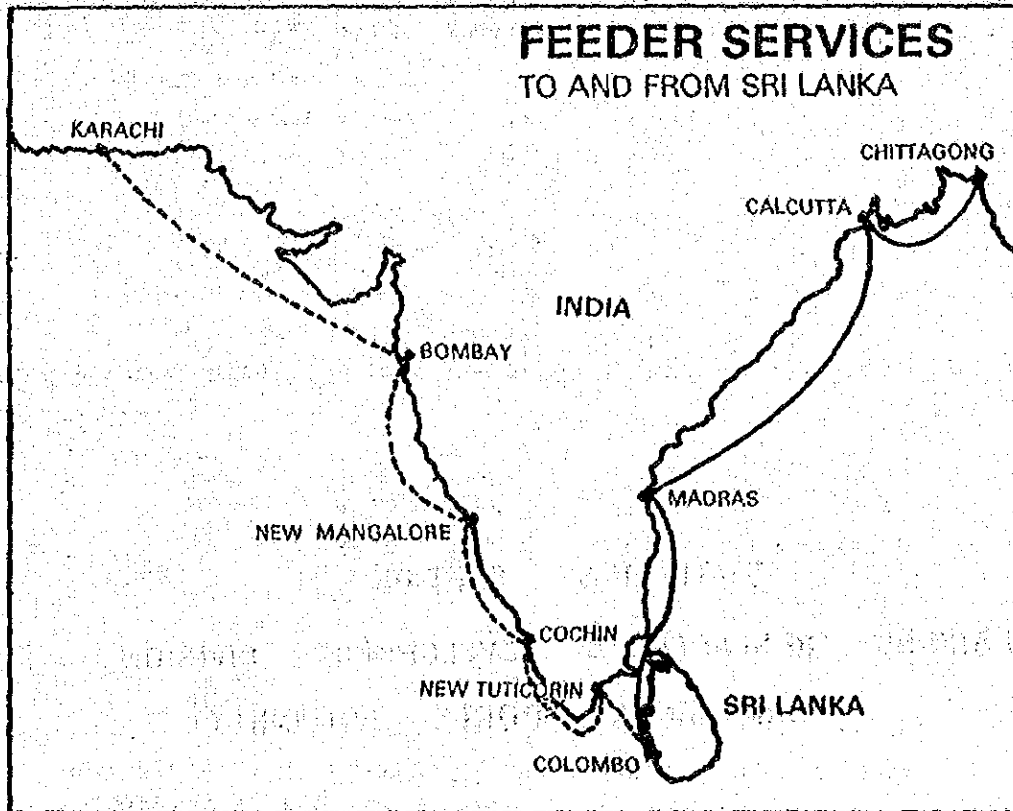 FEEDER SERVICES
TO AND FROM SRI LANKA
KARACHI
CHITTAGONG
CALCUTTA
INDIA
BOMBAY
MADRAS
NEW MANGALORE
COCHIN
NEW TUTICORIN
SRI LANKA
COLOMBO